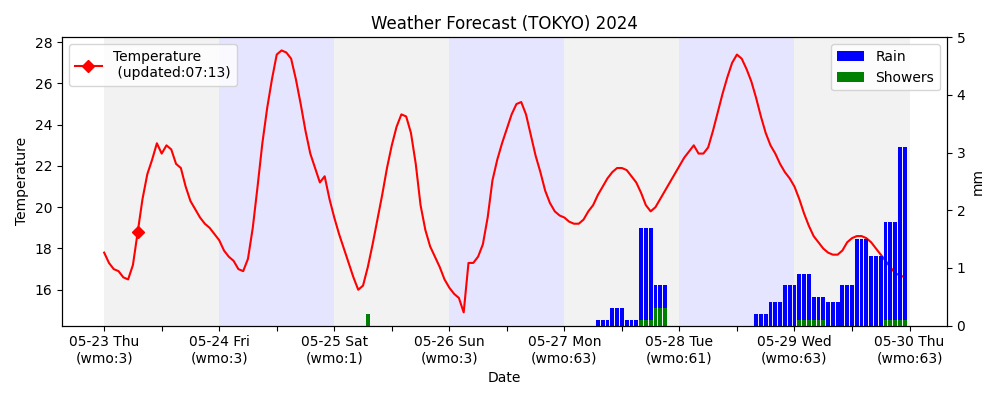 Weather Forecast (TOKYO) 2024
Temperature
(updated:07:13)
Rain
Showers
28
26
24
22
20
18
16
Temperature
5
4
3
2
1
0
mm
05-23 Thu
(wmo:3)
05-24 Fri
(wmo:3)
05-25 Sat
(wmo:1)
05-26 Sun
(wmo:3)
05-27 Mon
(wmo:63)
05-28 Tue
(wmo:61)
05-29 Wed
(wmo:63)
05-30 Thu
(wmo:63)
Date